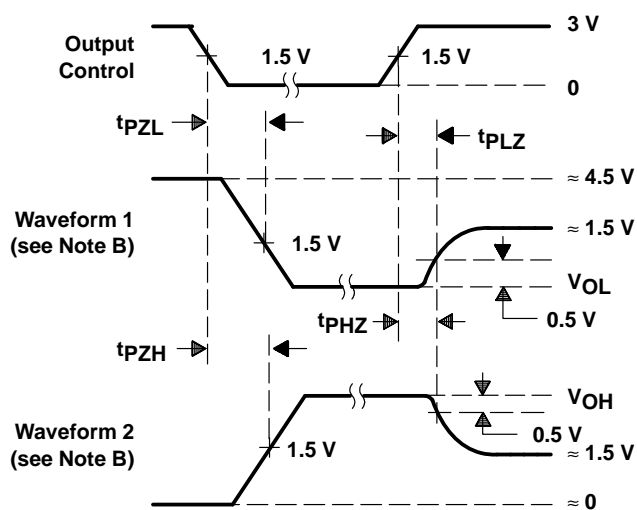 3 V
Output
Control
1.5 V
1.5 V
0
tPZL
tPLZ
≈ 4.5 V
Waveform 1
(see Note B)
1.5 V
≈ 1.5 V
VOL
0.5 V
tPHZ
tPZH
VOH
0.5 V
Waveform 2
(see Note B)
1.5 V
≈ 1.5 V
≈ 0